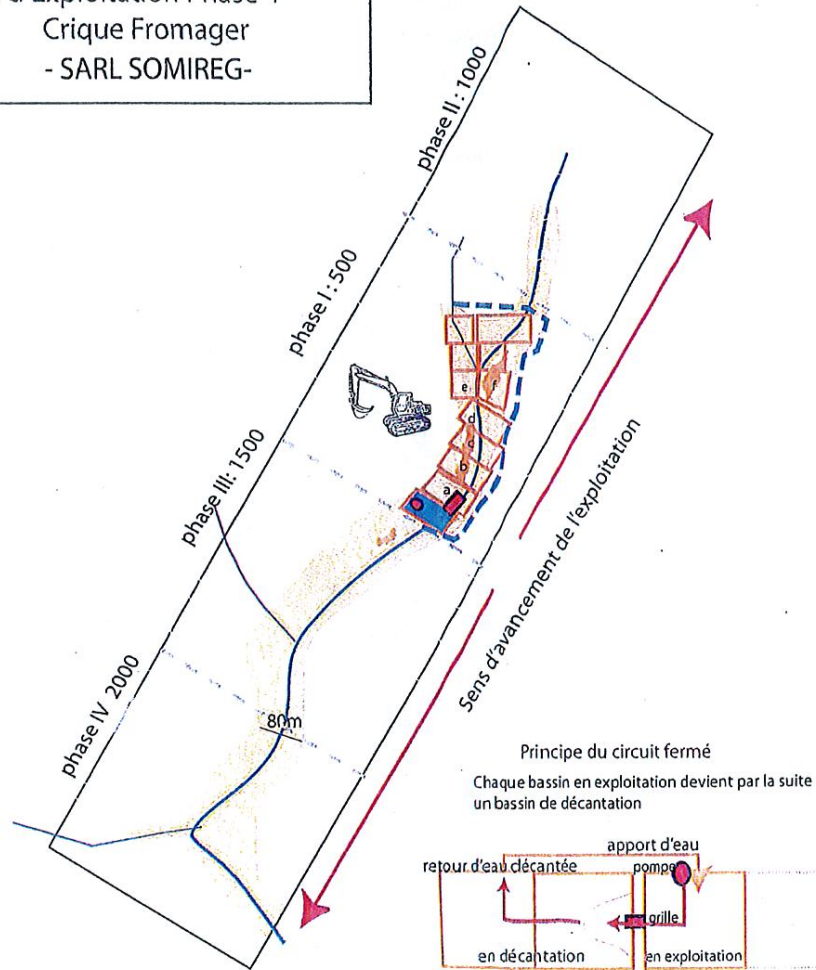 Crique Fromager
- SARL SOMIREG-
phase II : 1000
phase I : 500
phase III: 1500
phase IV 2000
e
f
d
c
b
a
80m
Sens d'avancement de l'exploitation
Principe du circuit fermé
Chaque bassin en exploitation devient par la suite
un bassin de décantation
apport d'eau
retour d'eau décantée
pompe
grille
en décantation
en exploitation